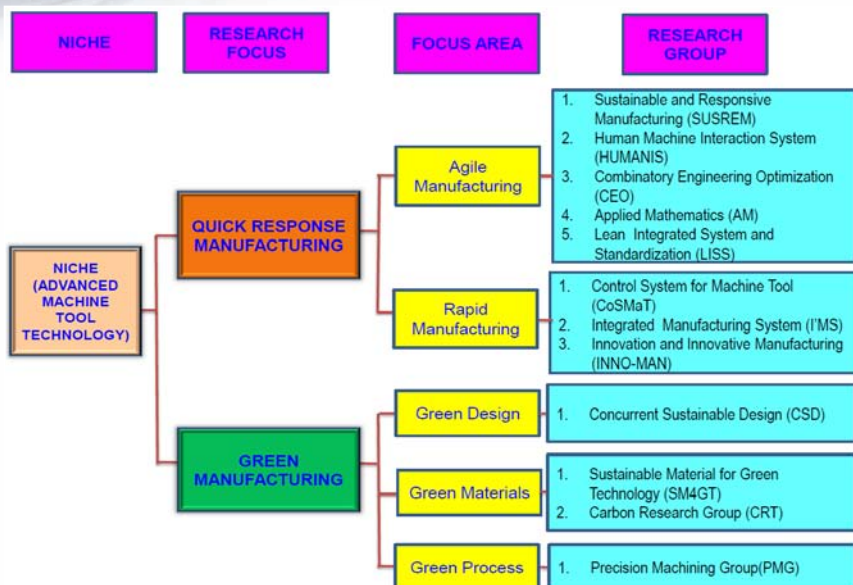 NICHE
RESEARCH
FOCUS
FOCUS AREA
RESEARCH
GROUP
NICHE
(ADVANCED
MACHINE
TOOL
TECHNOLOGY)
QUICK RESPONSE
MANUFACTURING
Agile
Manufacturing
1. Sustainable and Responsive
Manufacturing (SUSREM)
2. Human Machine Interaction System
(HUMANIS)
3. Combinatory Engineering Optimization
(CEO)
4. Applied Mathematics (AM)
5. Lean Integrated System and
Standardization (LISS)
Rapid
Manufacturing
1. Control System for Machine Tool
(CoSMaT)
2. Integrated Manufacturing System (I'MS)
3. Innovation and Innovative Manufacturing
(INNO-MAN)
GREEN
MANUFACTURING
Green Design
1. Concurrent Sustainable Design (CSD)
Green Materials
1. Sustainable Material for Green
Technology (SM4GT)
2. Carbon Research Group (CRT)
Green Process
1. Precision Machining Group(PMG)